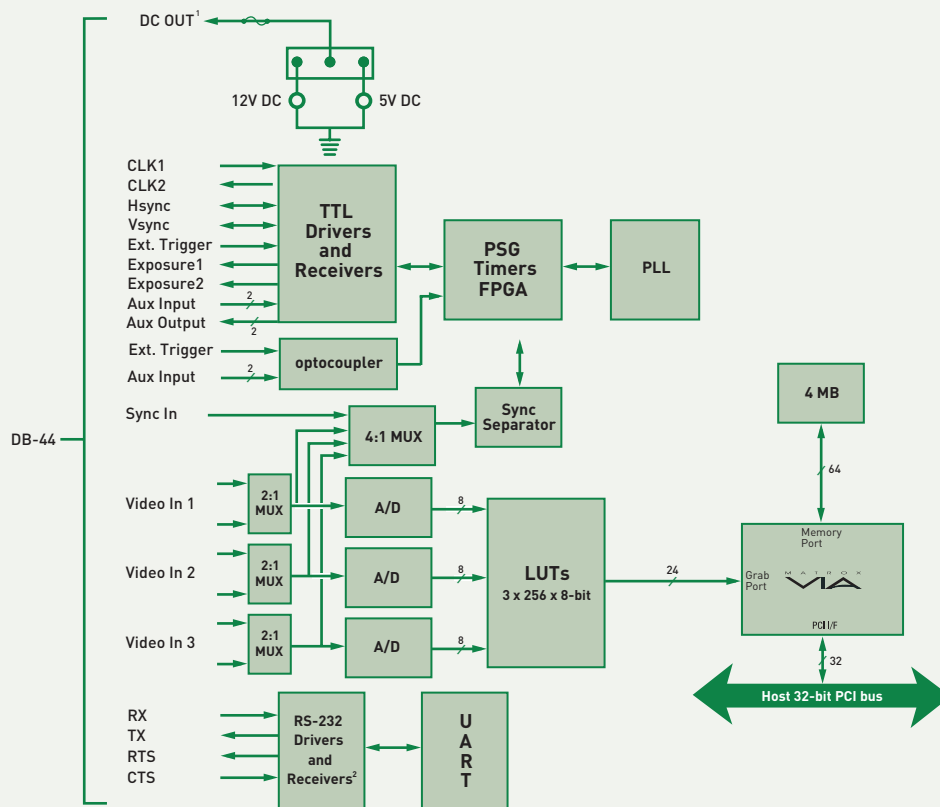 DC OUT¹
12V DC
5V DC
CLK1
CLK2
Hsync
Vsync
Ext. Trigger
Exposure1
Exposure2
Aux Input
2
Aux Output
2
TTL
Drivers
and
Receivers
PSG
Timers
FPGA
PLL
Ext. Trigger
Aux Input
2
optocoupler
Sync In
4:1 MUX
Sync
Separator
4 MB
64
DB-44
Video In 1
2:1
MUX
A/D
8
Video In 2
2:1
MUX
A/D
8
Video In 3
2:1
MUX
A/D
8
LUTs
3 x 256 x 8-bit
24
Memory
Port
Grab
Port
MATROX
VIA
PCI I/F
32
Host 32-bit PCI bus
RX
TX
RTS
CTS
RS-232
Drivers
and
Receivers²
U
A
R
T